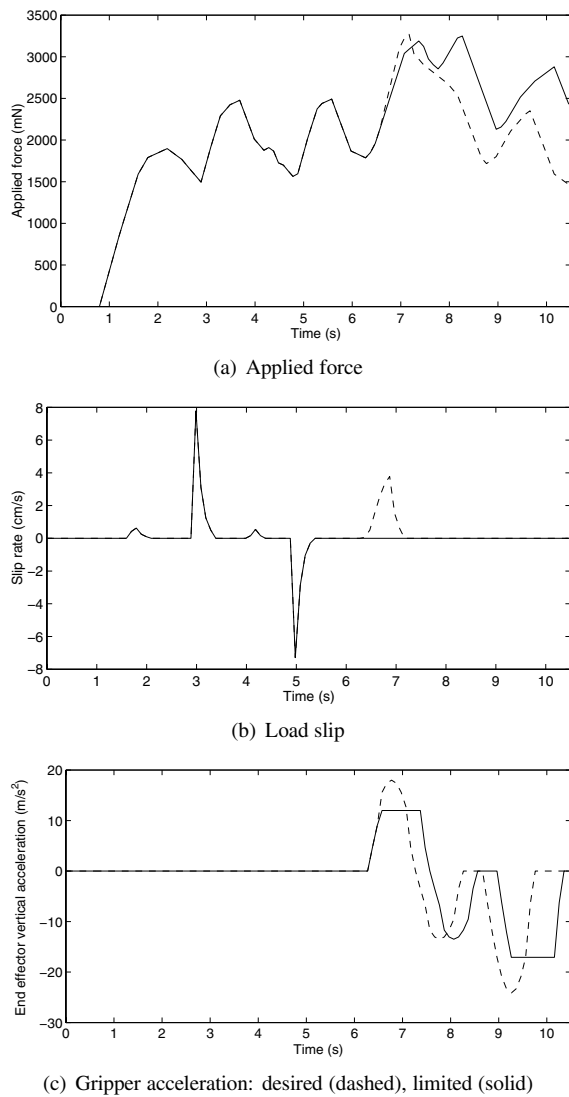 3500
3000
2500
2000
1500
1000
500
0
Applied force (mN)
0 1 2 3 4 5 6 7 8 9 10
Time (s)
(a) Applied force
8
6
4
2
0
−2
−4
−6
−8
Slip rate (cm/s)
0 1 2 3 4 5 6 7 8 9 10
Time (s)
(b) Load slip
20
10
0
−10
−20
−30
End effector vertical acceleration (m/s²)
0 1 2 3 4 5 6 7 8 9 10
Time (s)
(c) Gripper acceleration: desired (dashed), limited (solid)